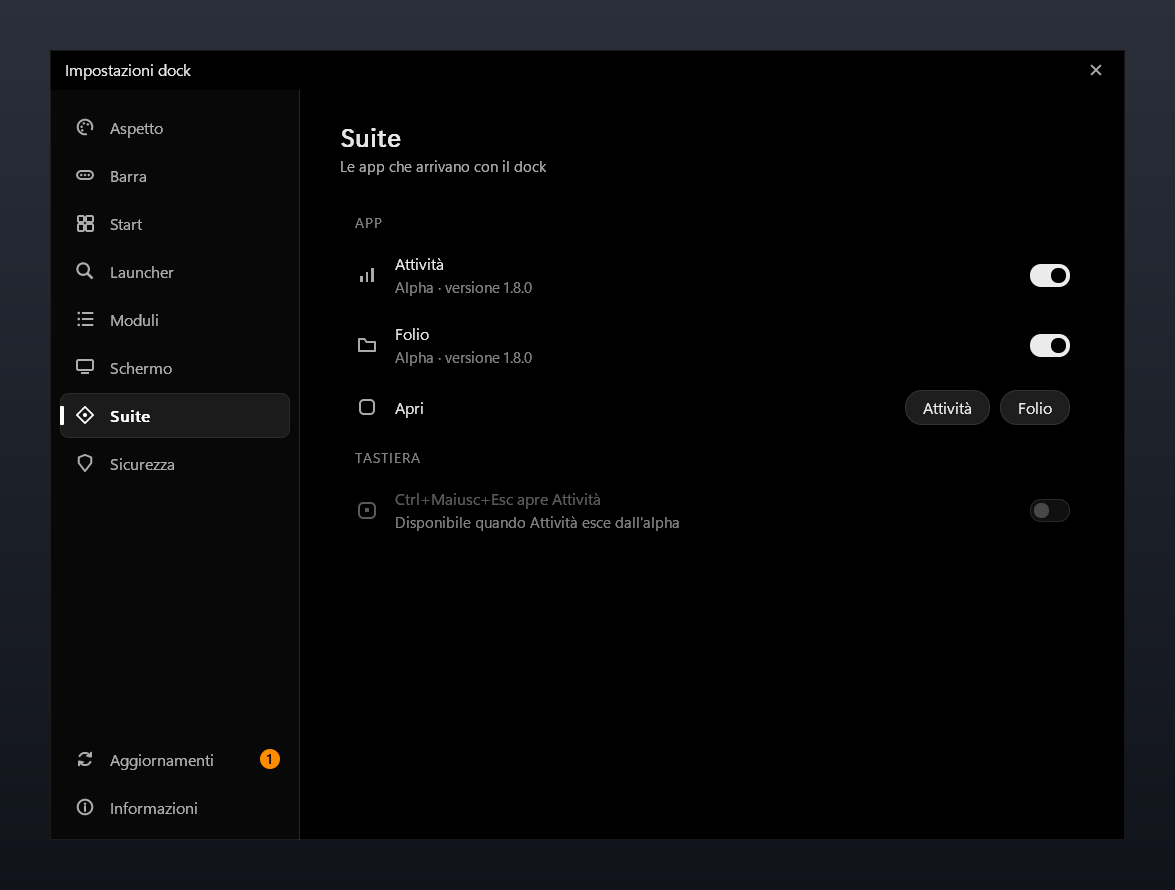 Impostazioni dock
Aspetto
Barra
Start
Launcher
Moduli
Schermo
Suite
Sicurezza
Aggiornamenti 1
Informazioni
Suite
Le app che arrivano con il dock
APP
Attività
Alpha · versione 1.8.0
Folio
Alpha · versione 1.8.0
Apri Attività Folio
TASTIERA
Ctrl+Maiusc+Esc apre Attività
Disponibile quando Attività esce dall'alpha